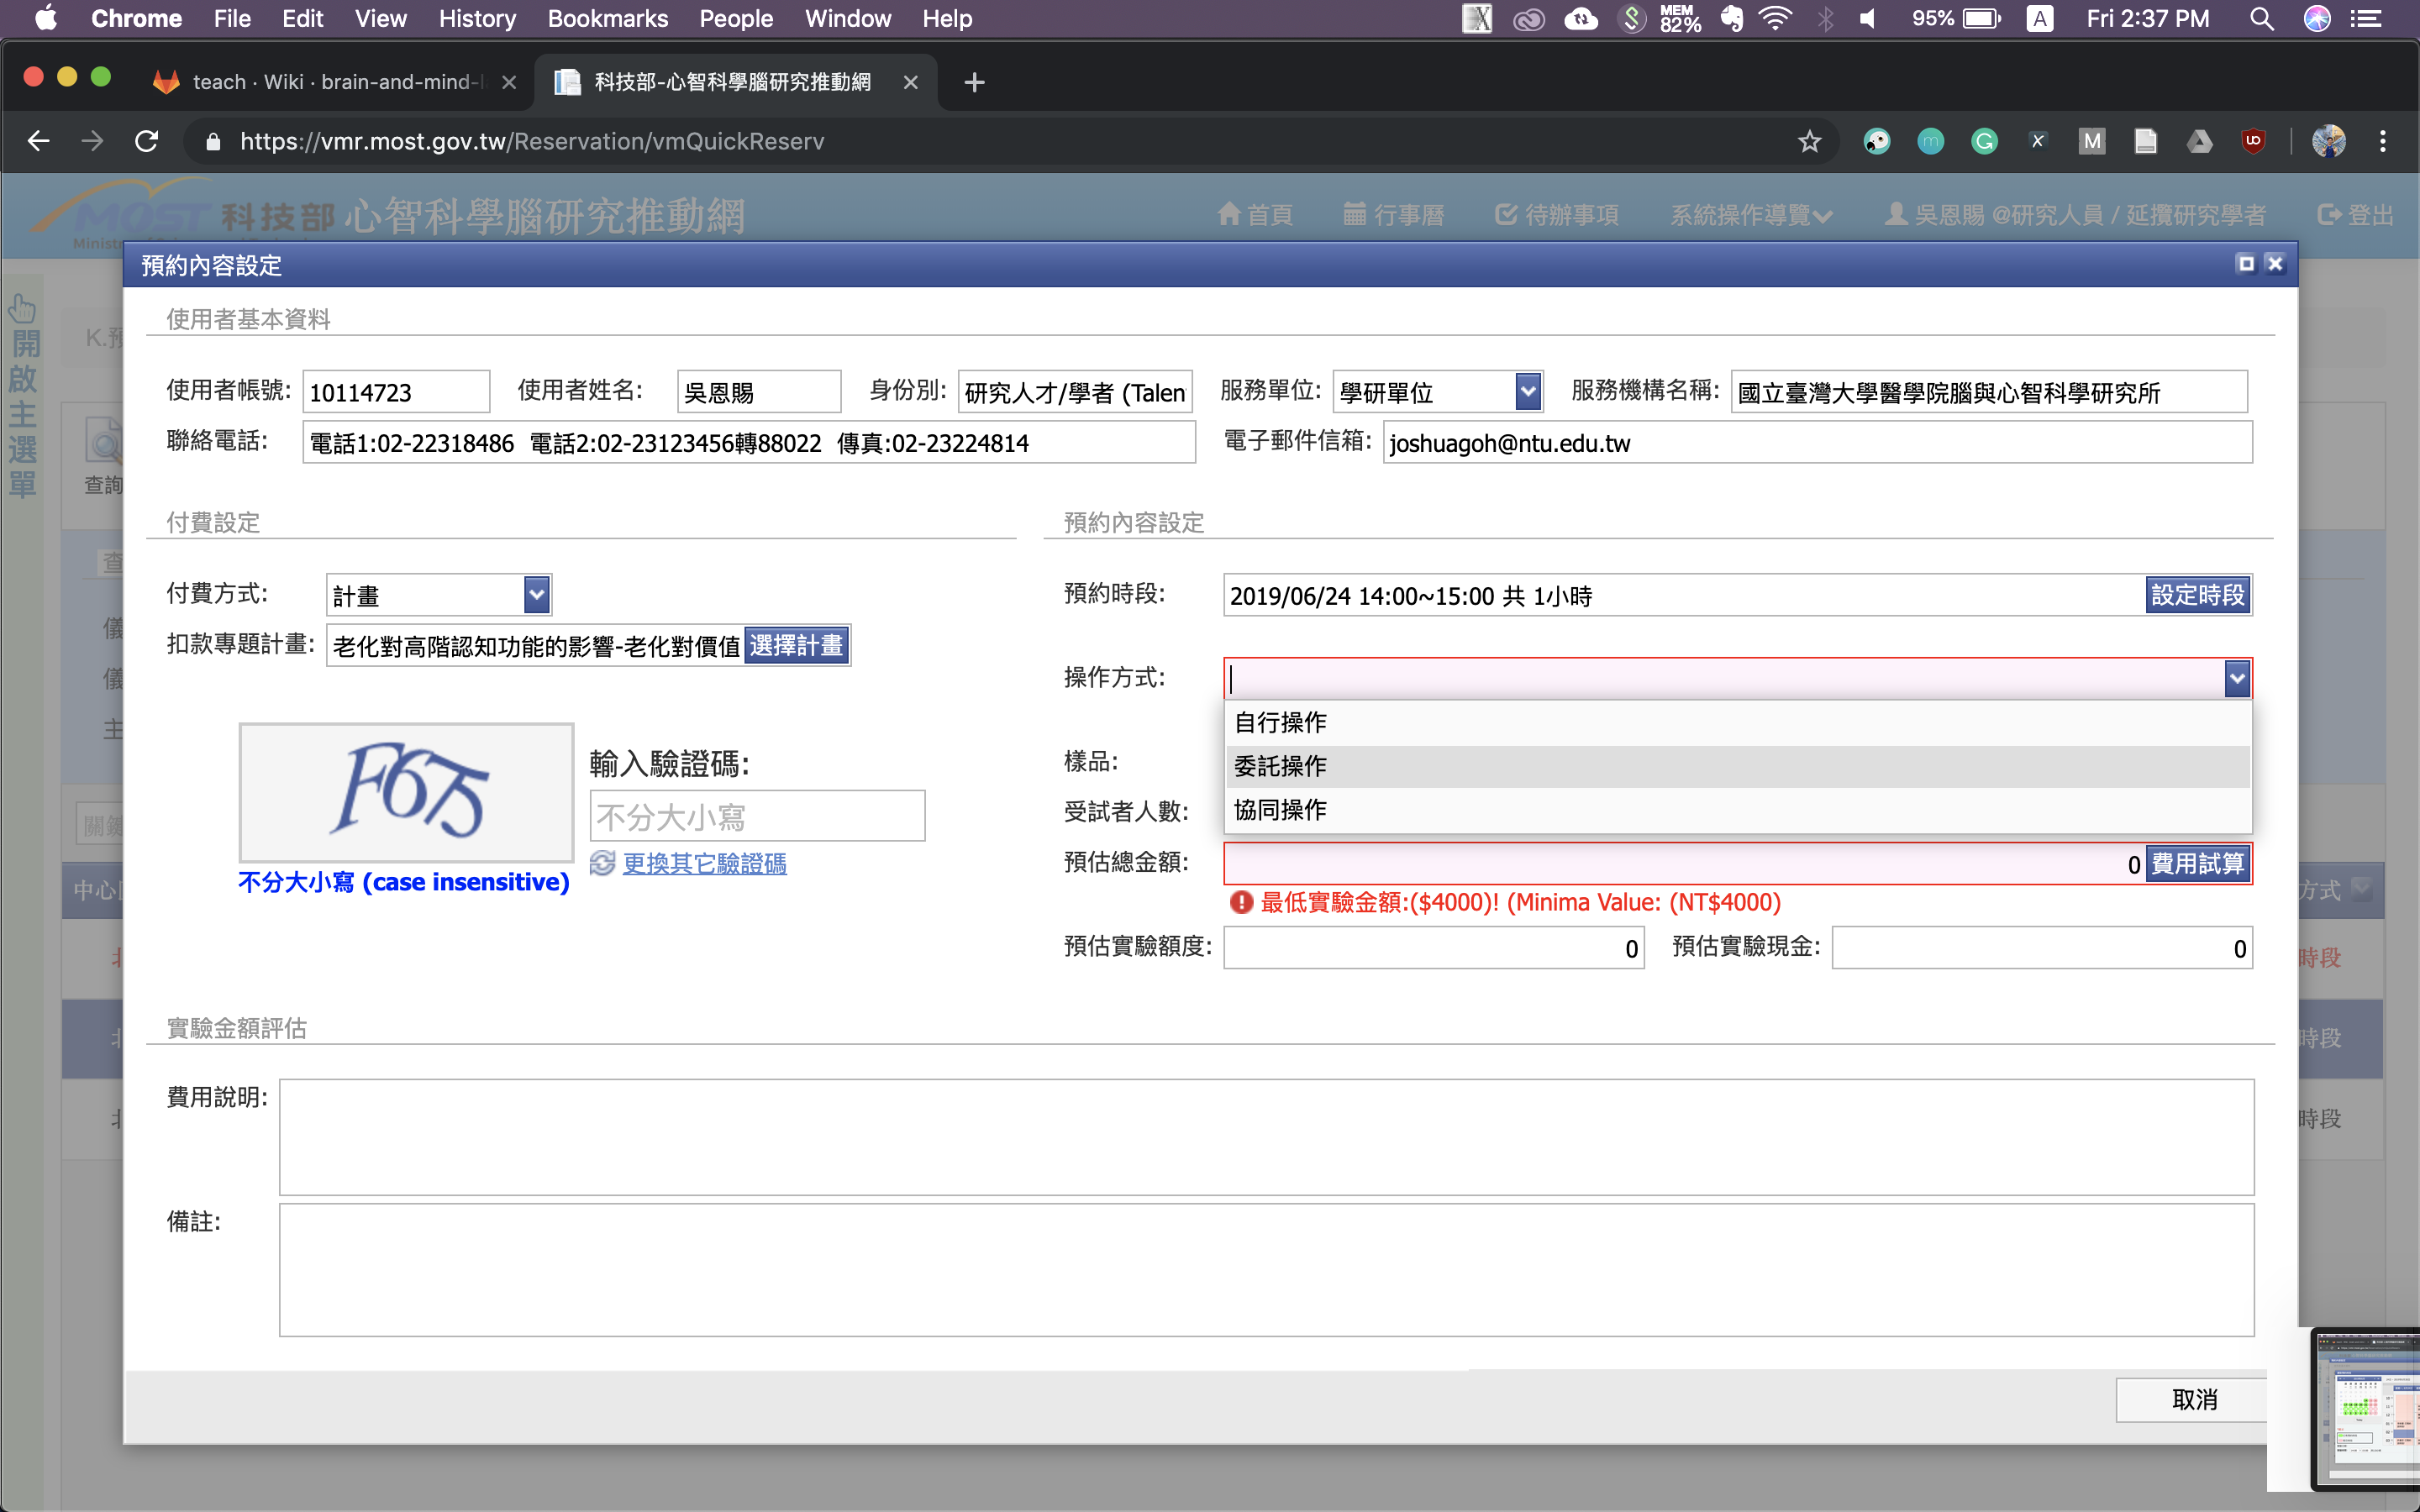 Chrome File Edit View History Bookmarks People Window Help MEM 82% 95% A Fri 2:37 PM
teach · Wiki · brain-and-mind-l 科技部-心智科學腦研究推動網
https://vmr.most.gov.tw/Reservation/vmQuickReserv
MOST 科技部 心智科學腦研究推動網 首頁 行事曆 待辦事項 系統操作導覽 吳恩賜 @研究人員 / 延攬研究學者 登出
開啟主選單
預約內容設定
使用者基本資料
使用者帳號: 10114723 使用者姓名: 吳恩賜 身份別: 研究人才/學者 (Talen 服務單位: 學研單位 服務機構名稱: 國立臺灣大學醫學院腦與心智科學研究所
聯絡電話: 電話1:02-22318486 電話2:02-23123456轉88022 傳真:02-23224814 電子郵件信箱: joshuagoh@ntu.edu.tw
查詢
付費設定 預約內容設定
付費方式: 計畫 預約時段: 2019/06/24 14:00~15:00 共 1小時 設定時段
扣款專題計畫: 老化對高階認知功能的影響-老化對價值 選擇計畫
操作方式:
自行操作
委託操作
協同操作
輸入驗證碼:
不分大小寫
更換其它驗證碼
不分大小寫 (case insensitive)
樣品:
受試者人數:
預估總金額: 0 費用試算
最低實驗金額:($4000)! (Minima Value: (NT$4000)
預估實驗額度: 0 預估實驗現金: 0
中心 方式
時段
時段
時段
實驗金額評估
費用說明:
備註:
取消